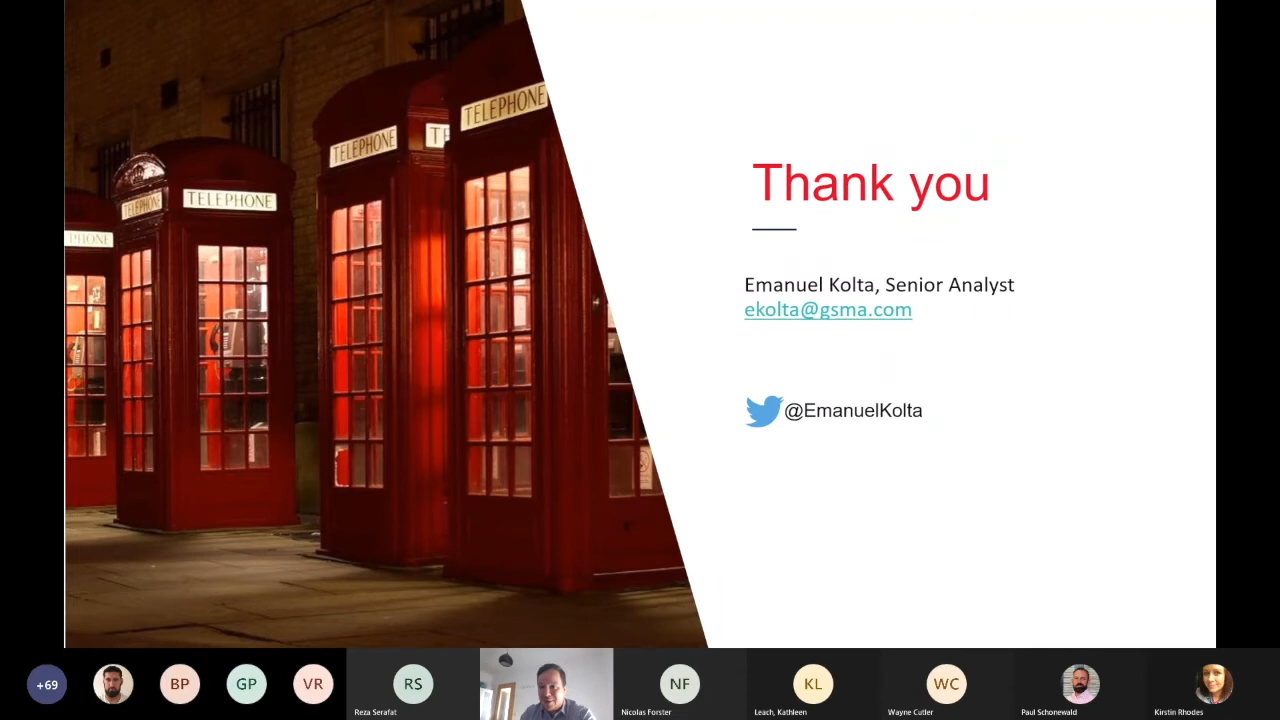 PHONE
TELEPHONE
TELEPHONE
TELEPHONE
TE
TELEPHONE
Thank you
Emanuel Kolta, Senior Analyst
ekolta@gsma.com
@EmanuelKolta
+69
BP
GP
VR
RS
NF
KL
WC
Reza Serafat
Nicolas Forster
Leach, Kathleen
Wayne Cutler
Paul Schonewald
Kirstin Rhodes